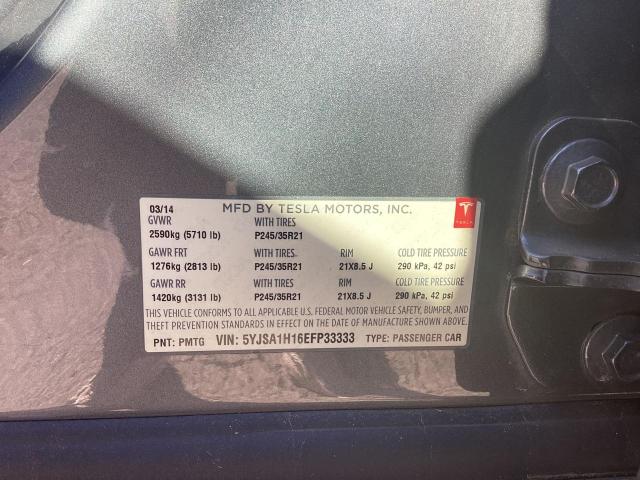 03/14 MFD BY TESLA MOTORS, INC.
GVWR WITH TIRES
2590kg (5710 lb) P245/35R21
GAWR FRT WITH TIRES RIM COLD TIRE PRESSURE
1276kg (2813 lb) P245/35R21 21X8.5 J 290 kPa, 42 psi
GAWR RR WITH TIRES RIM COLD TIRE PRESSURE
1420kg (3131 lb) P245/35R21 21X8.5 J 290 kPa, 42 psi
THIS VEHICLE CONFORMS TO ALL APPLICABLE U.S. FEDERAL MOTOR VEHICLE SAFETY, BUMPER, AND
THEFT PREVENTION STANDARDS IN EFFECT ON THE DATE OF MANUFACTURE SHOWN ABOVE.
PNT: PMTG VIN: 5YJSA1H16EFP33333 TYPE: PASSENGER CAR
TESLA